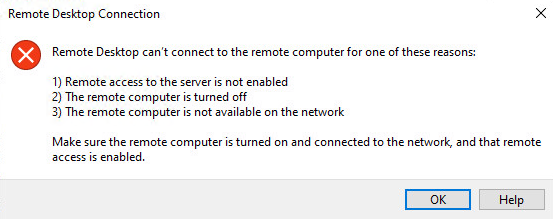 Remote Desktop Connection
Remote Desktop can't connect to the remote computer for one of these reasons:
1) Remote access to the server is not enabled
2) The remote computer is turned off
3) The remote computer is not available on the network
Make sure the remote computer is turned on and connected to the network, and that remote
access is enabled.
OK
Help